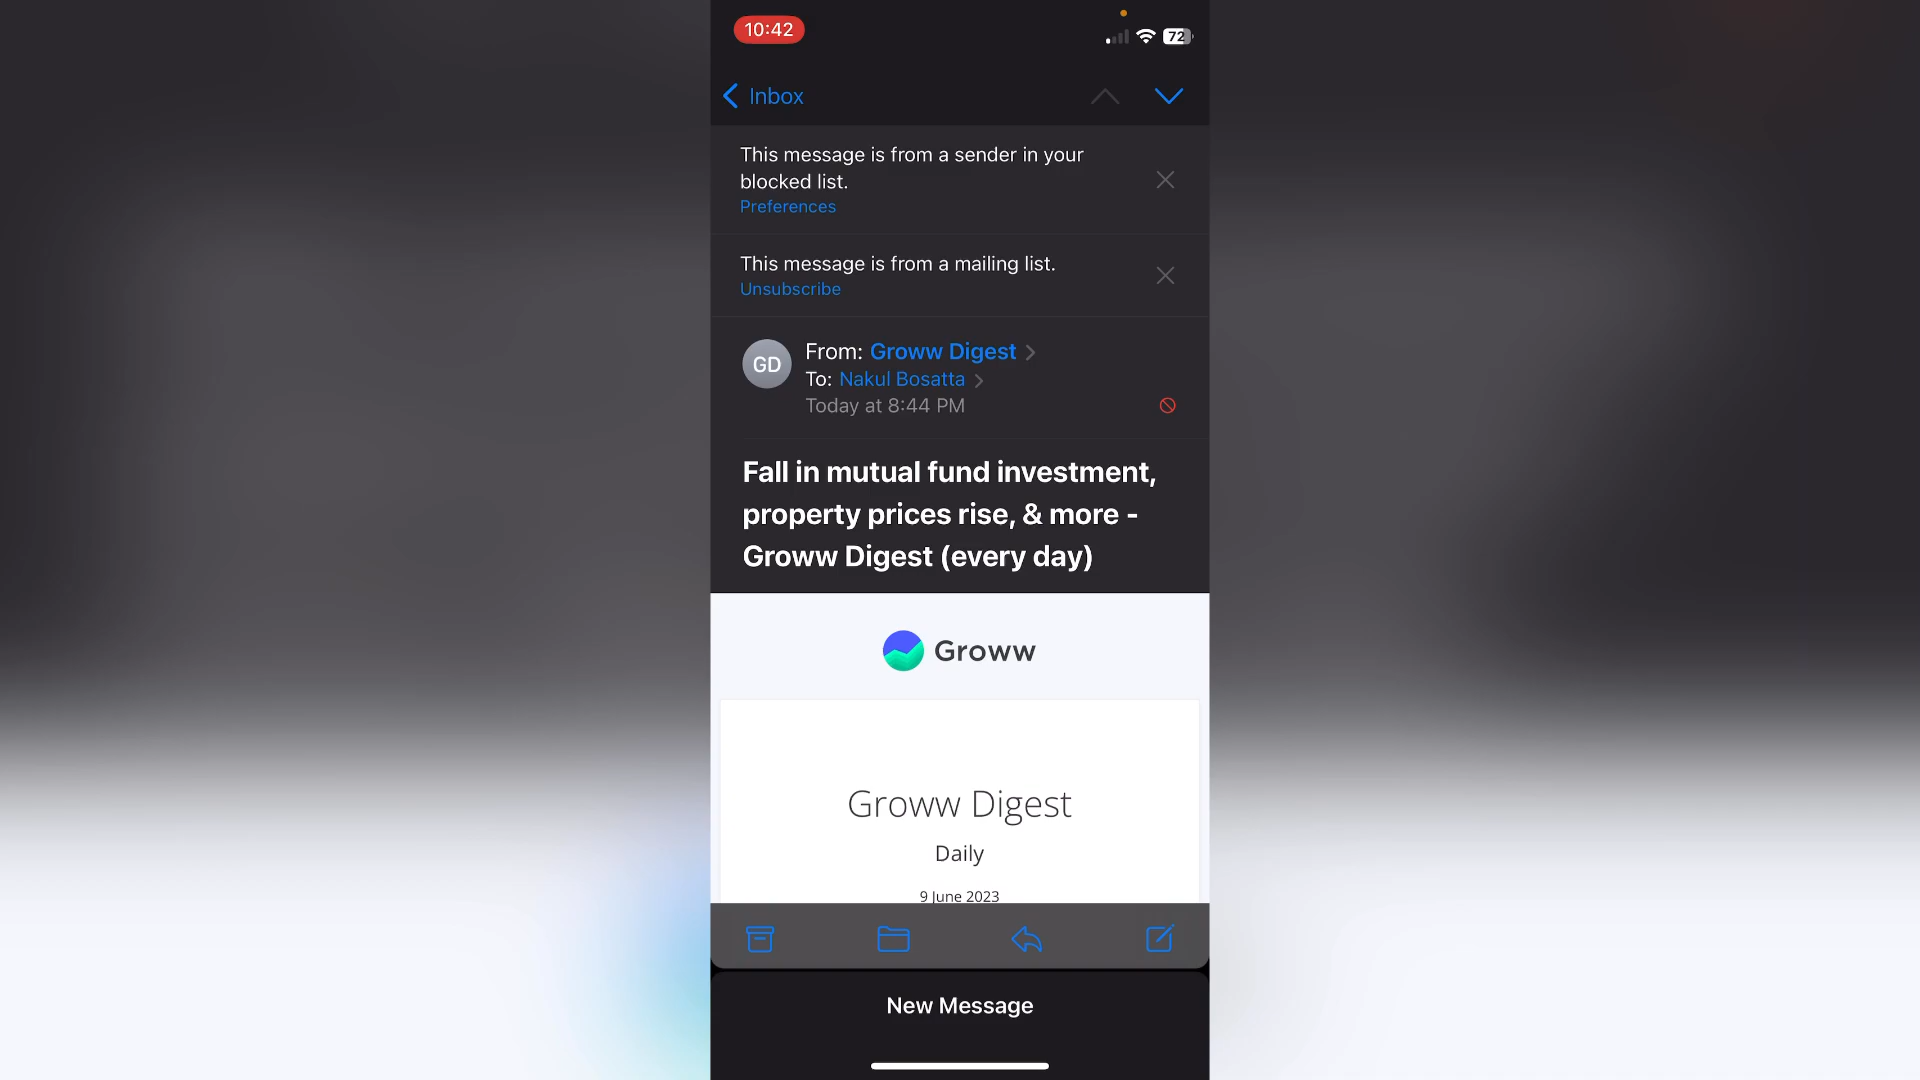 10:42
72
Inbox
This message is from a sender in your
blocked list.
Preferences
This message is from a mailing list.
Unsubscribe
GD
From: Groww Digest
To: Nakul Bosatta
Today at 8:44 PM
Fall in mutual fund investment,
property prices rise, & more -
Groww Digest (every day)
Groww
Groww Digest
Daily
9 June 2023
New Message